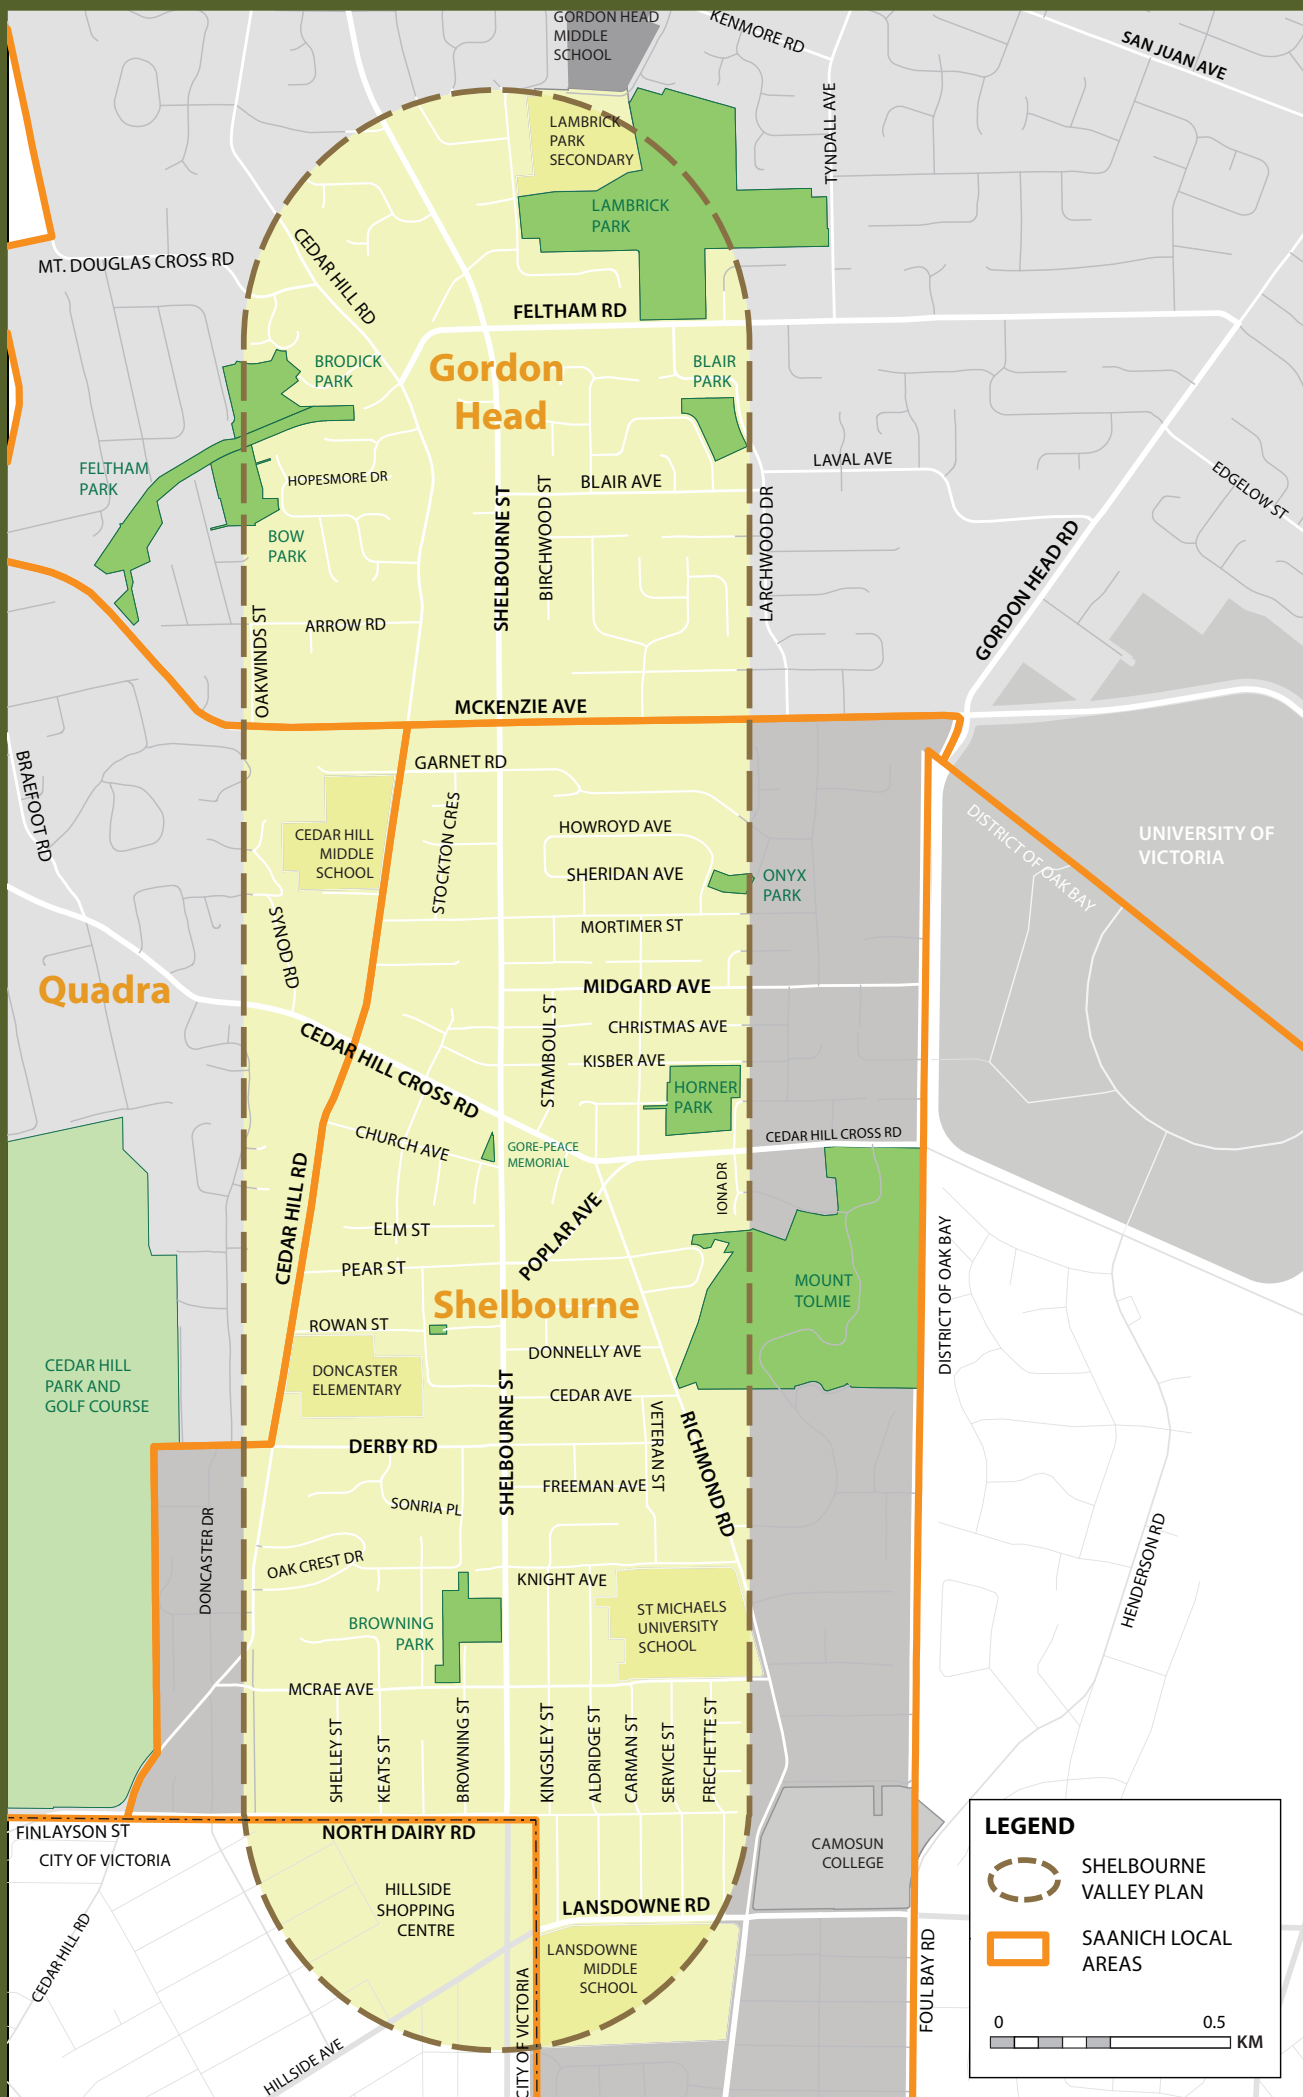 GORDON HEAD
MIDDLE
SCHOOL
KENMORE RD
SAN JUAN AVE
TYNDALL AVE
LAMBRICK
PARK
SECONDARY
LAMBRICK
PARK
MT. DOUGLAS CROSS RD
CEDAR HILL RD
FELTHAM RD
BRODICK
PARK
Gordon
Head
BLAIR
PARK
FELTHAM
PARK
HOPESMORE DR
BLAIR AVE
LAVAL AVE
EDGELOW ST
BOW
PARK
SHELBOURNE ST
BIRCHWOOD ST
LARCHWOOD DR
GORDON HEAD RD
OAKWINDS ST
ARROW RD
MCKENZIE AVE
BRAEFOOT RD
GARNET RD
STOCKTON CRES
CEDAR HILL
MIDDLE
SCHOOL
HOWROYD AVE
SHERIDAN AVE
ONYX
PARK
DISTRICT OF OAK BAY
UNIVERSITY OF
VICTORIA
SYNOD RD
MORTIMER ST
Quadra
MIDGARD AVE
STAMBOUL ST
CHRISTMAS AVE
CEDAR HILL CROSS RD
KISBER AVE
HORNER
PARK
CHURCH AVE
GORE-PEACE
MEMORIAL
CEDAR HILL CROSS RD
IONA DR
CEDAR HILL RD
ELM ST
POPLAR AVE
DISTRICT OF OAK BAY
PEAR ST
MOUNT
TOLMIE
Shelbourne
ROWAN ST
DONNELLY AVE
CEDAR HILL
PARK AND
GOLF COURSE
DONCASTER
ELEMENTARY
CEDAR AVE
SHELBOURNE ST
VETERAN ST
RICHMOND RD
DERBY RD
FREEMAN AVE
SONRIA PL
DONCASTER DR
HENDERSON RD
OAK CREST DR
KNIGHT AVE
BROWNING
PARK
ST MICHAELS
UNIVERSITY
SCHOOL
MCRAE AVE
SHELLEY ST
KEATS ST
BROWNING ST
KINGSLEY ST
ALDRIDGE ST
CARMAN ST
SERVICE ST
FRECHETTE ST
FINLAYSON ST
CITY OF VICTORIA
NORTH DAIRY RD
CAMOSUN
COLLEGE
HILLSIDE
SHOPPING
CENTRE
LANSDOWNE RD
CEDAR HILL RD
LANSDOWNE
MIDDLE
SCHOOL
FOUL BAY RD
HILLSIDE AVE
CITY OF VICTORIA
LEGEND
SHELBOURNE
VALLEY PLAN
SAANICH LOCAL
AREAS
0 0.5
KM